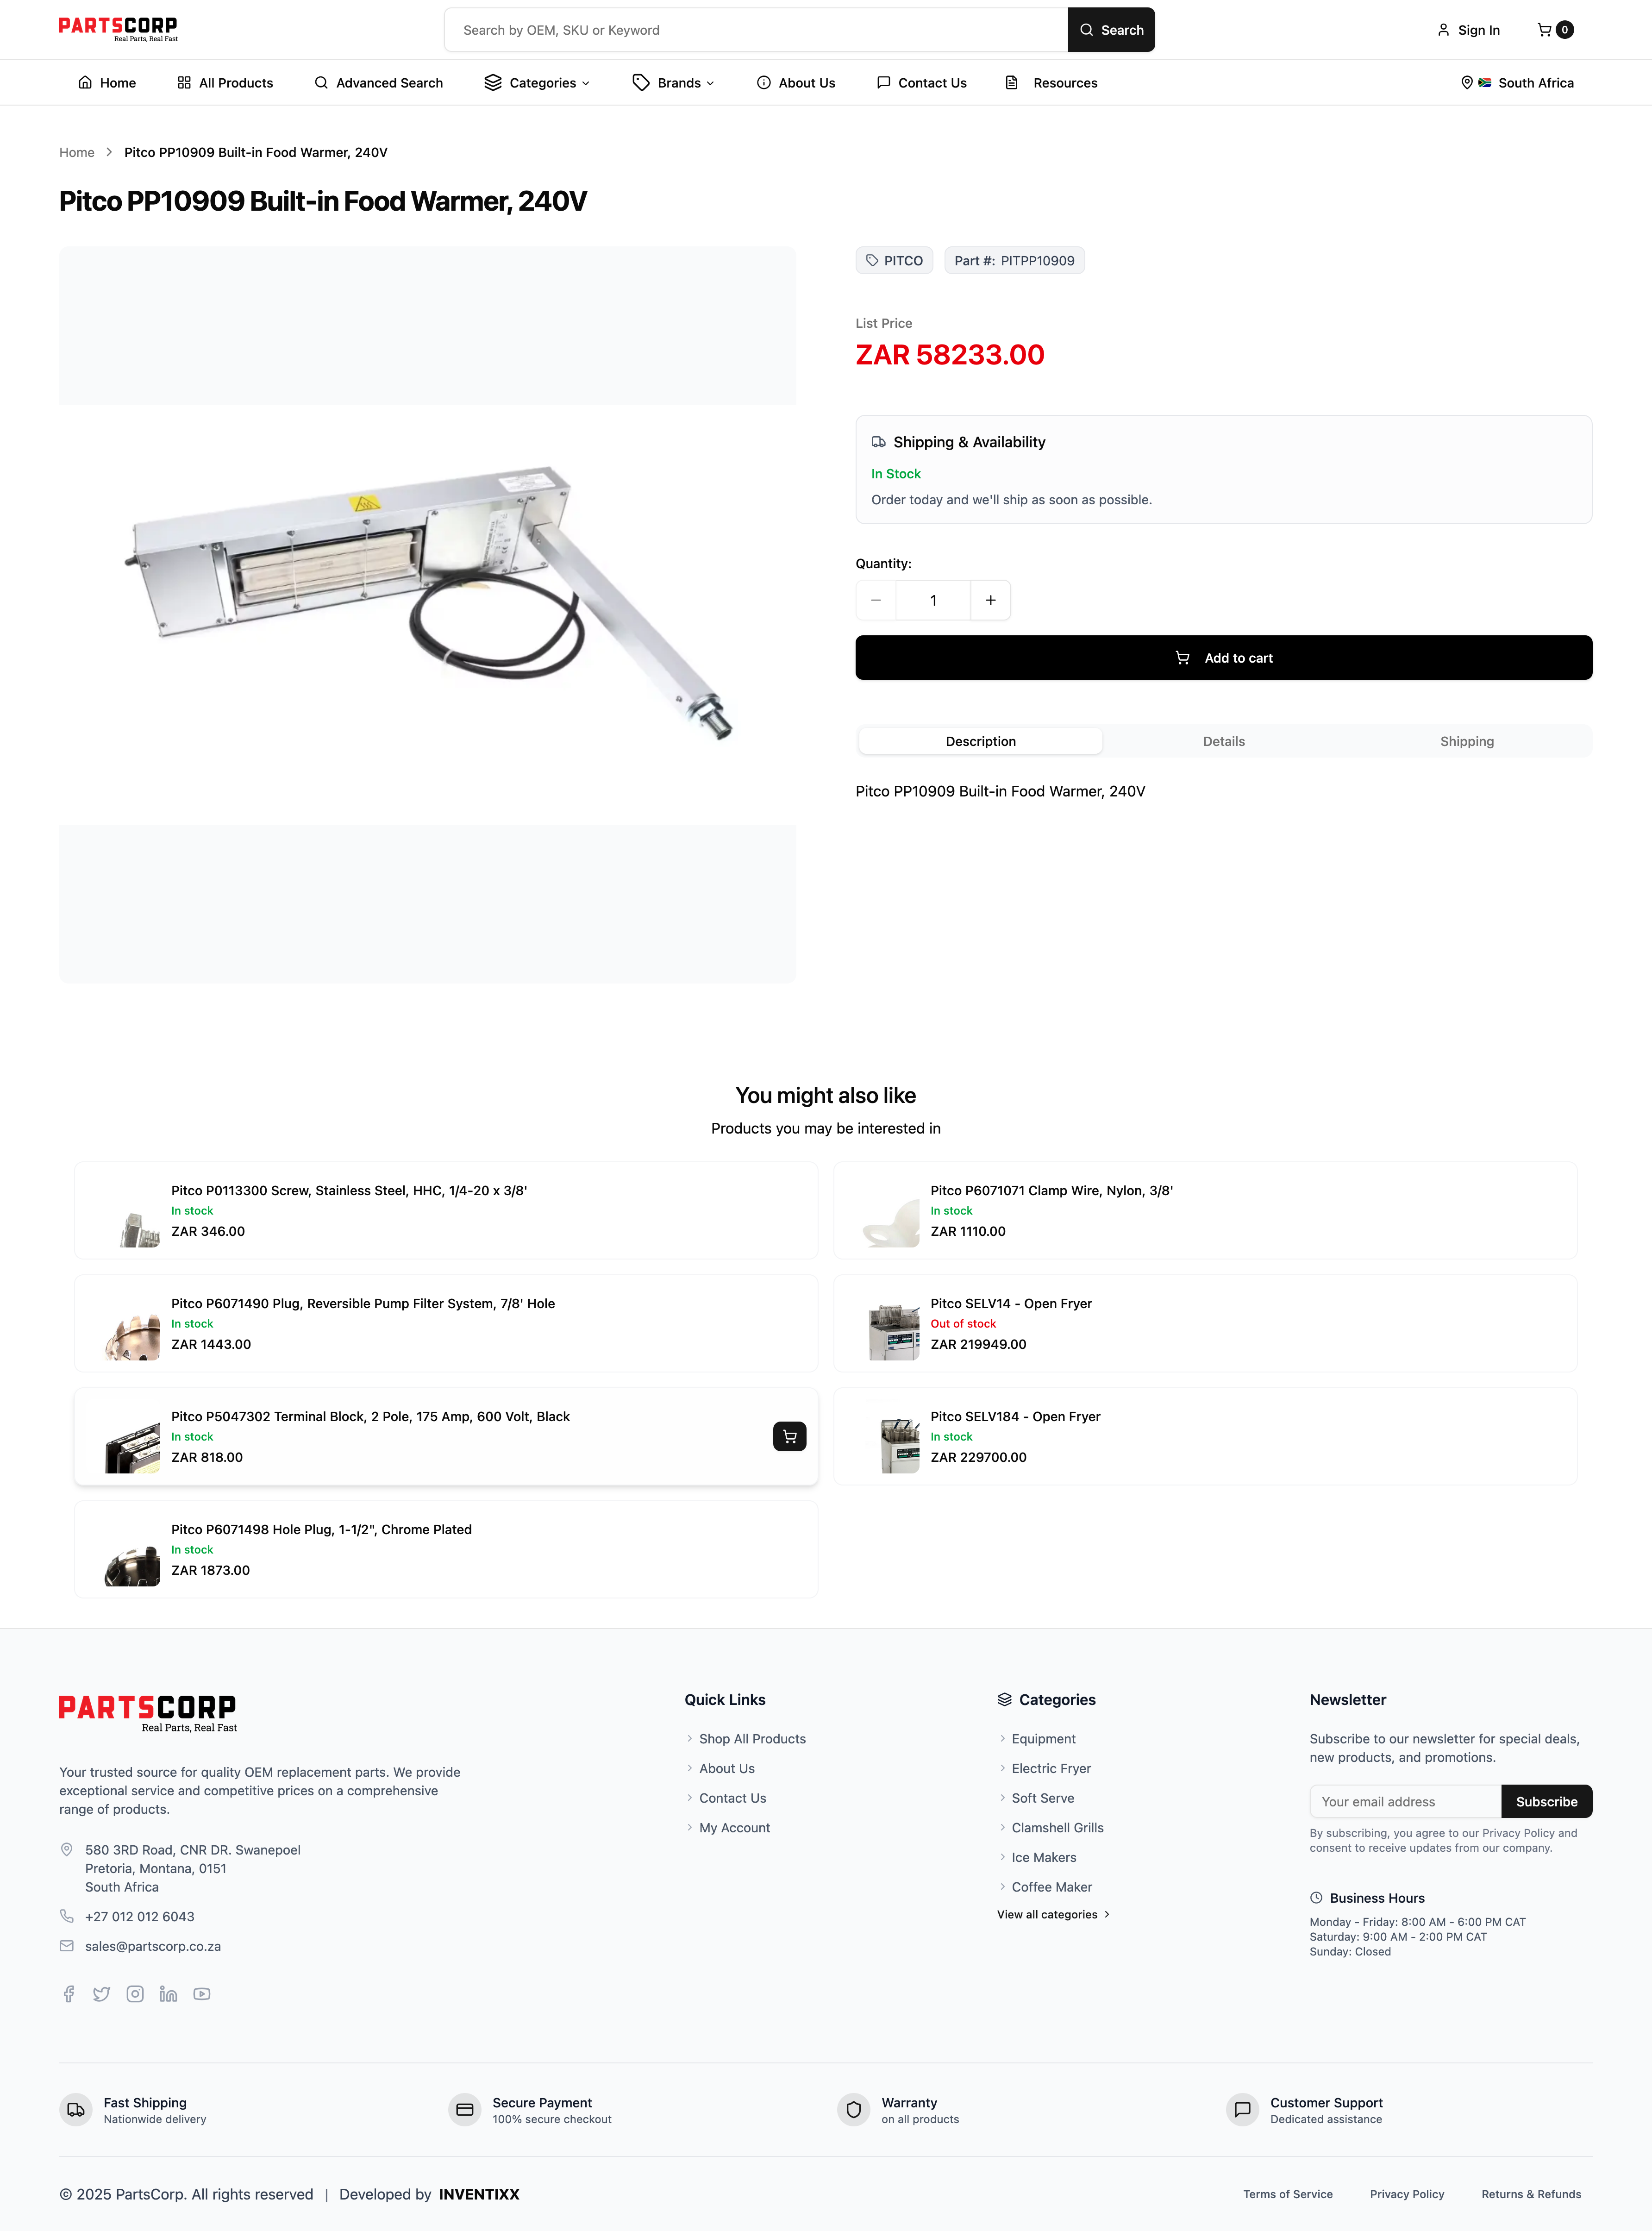 PARTSCORP
Real Parts, Real Fast
Search by OEM, SKU or Keyword
Search
Sign In
0
Home
All Products
Advanced Search
Categories
Brands
About Us
Contact Us
Resources
South Africa
Home > Pitco PP10909 Built-in Food Warmer, 240V
Pitco PP10909 Built-in Food Warmer, 240V
PITCO
Part #: PITPP10909
List Price
ZAR 58233.00
Shipping & Availability
In Stock
Order today and we'll ship as soon as possible.
Quantity:
1
Add to cart
Description
Details
Shipping
Pitco PP10909 Built-in Food Warmer, 240V
You might also like
Products you may be interested in
Pitco P0113300 Screw, Stainless Steel, HHC, 1/4-20 x 3/8'
In stock
ZAR 346.00
Pitco P6071071 Clamp Wire, Nylon, 3/8'
In stock
ZAR 1110.00
Pitco P6071490 Plug, Reversible Pump Filter System, 7/8' Hole
In stock
ZAR 1443.00
Pitco SELV14 - Open Fryer
Out of stock
ZAR 219949.00
Pitco P5047302 Terminal Block, 2 Pole, 175 Amp, 600 Volt, Black
In stock
ZAR 818.00
Pitco SELV184 - Open Fryer
In stock
ZAR 229700.00
Pitco P6071498 Hole Plug, 1-1/2", Chrome Plated
In stock
ZAR 1873.00
PARTSCORP
Real Parts, Real Fast
Your trusted source for quality OEM replacement parts. We provide
exceptional service and competitive prices on a comprehensive
range of products.
580 3RD Road, CNR DR. Swanepoel
Pretoria, Montana, 0151
South Africa
+27 012 012 6043
sales@partscorp.co.za
Quick Links
Shop All Products
About Us
Contact Us
My Account
Categories
Equipment
Electric Fryer
Soft Serve
Clamshell Grills
Ice Makers
Coffee Maker
View all categories
Newsletter
Subscribe to our newsletter for special deals,
new products, and promotions.
Your email address
Subscribe
By subscribing, you agree to our Privacy Policy and
consent to receive updates from our company.
Business Hours
Monday - Friday: 8:00 AM - 6:00 PM CAT
Saturday: 9:00 AM - 2:00 PM CAT
Sunday: Closed
Fast Shipping
Nationwide delivery
Secure Payment
100% secure checkout
Warranty
on all products
Customer Support
Dedicated assistance
© 2025 PartsCorp. All rights reserved | Developed by INVENTIXX
Terms of Service
Privacy Policy
Returns & Refunds